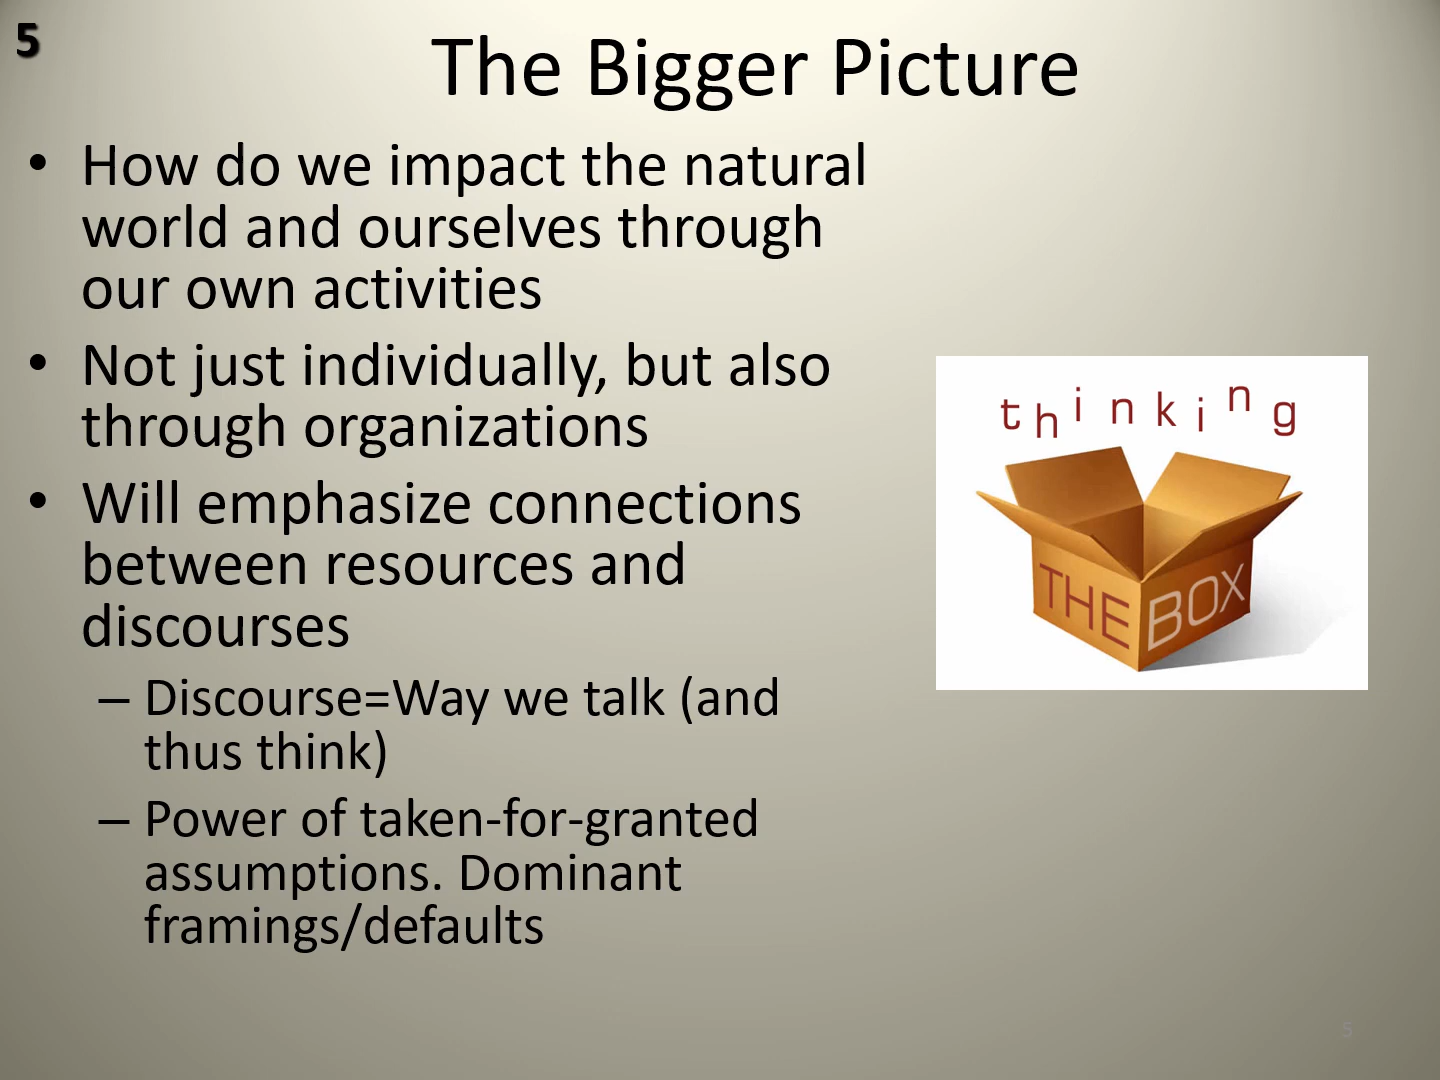 5
The Bigger Picture
• How do we impact the natural
world and ourselves through
our own activities
• Not just individually, but also
through organizations
• Will emphasize connections
between resources and
discourses
– Discourse=Way we talk (and
thus think)
– Power of taken-for-granted
assumptions. Dominant
framings/defaults
thinking
THE BOX
5